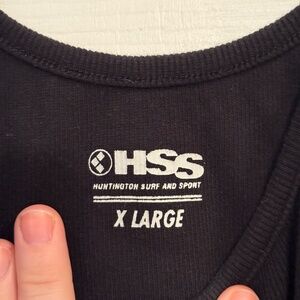 HSS
HUNTINGTON SURF AND SPORT
X LARGE